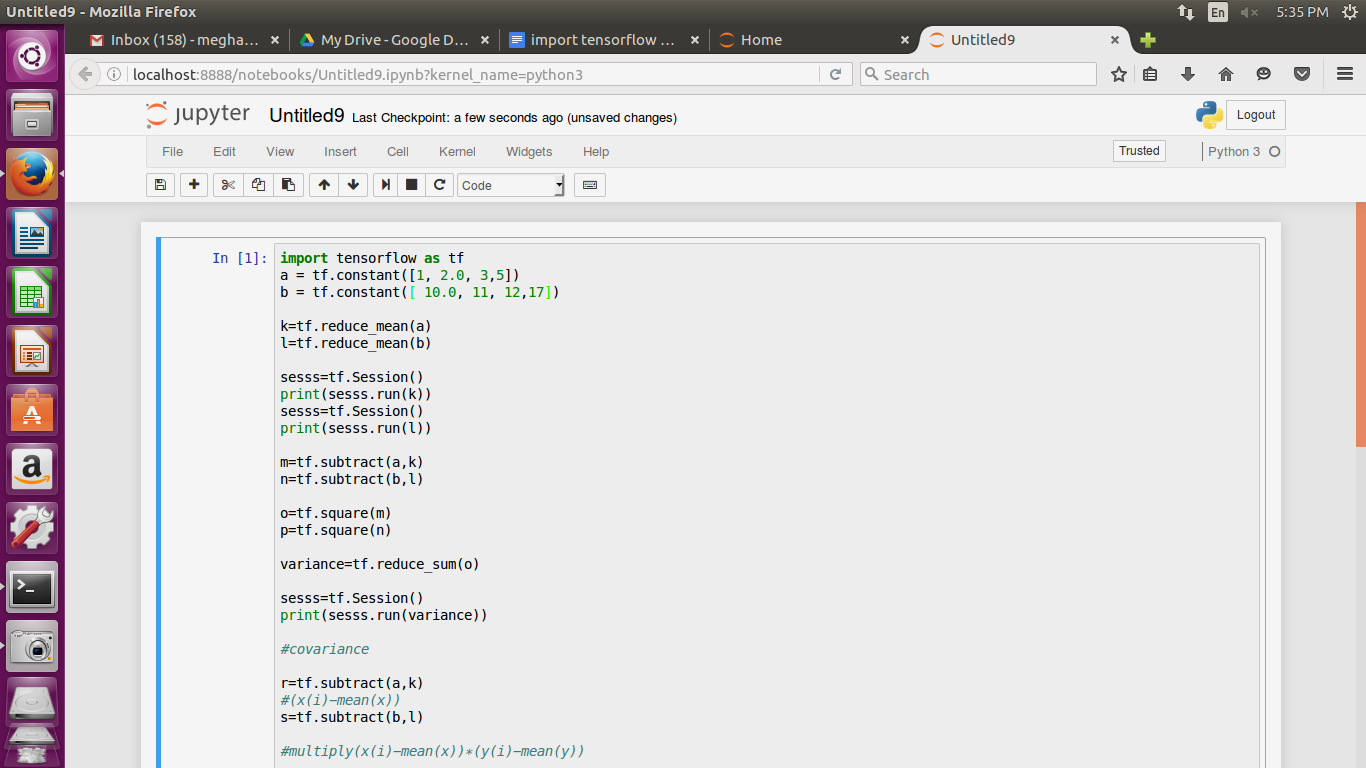 Untitled9 - Mozilla Firefox
En
5:35 PM
Inbox (158) - megha...
My Drive - Google D...
import tensorflow ...
Home
Untitled9
localhost:8888/notebooks/Untitled9.ipynb?kernel_name=python3
Search
jupyter
Untitled9
Last Checkpoint: a few seconds ago (unsaved changes)
Logout
File Edit View Insert Cell Kernel Widgets Help
Trusted
Python 3
Code
In [1]:
import tensorflow as tf
a = tf.constant([1, 2.0, 3,5])
b = tf.constant([ 10.0, 11, 12,17])
k=tf.reduce_mean(a)
l=tf.reduce_mean(b)
sesss=tf.Session()
print(sesss.run(k))
sesss=tf.Session()
print(sesss.run(l))
m=tf.subtract(a,k)
n=tf.subtract(b,l)
o=tf.square(m)
p=tf.square(n)
variance=tf.reduce_sum(o)
sesss=tf.Session()
print(sesss.run(variance))
#covariance
r=tf.subtract(a,k)
#(x(i)−mean(x))
s=tf.subtract(b,l)
#multiply(x(i)−mean(x))∗(y(i)−mean(y))